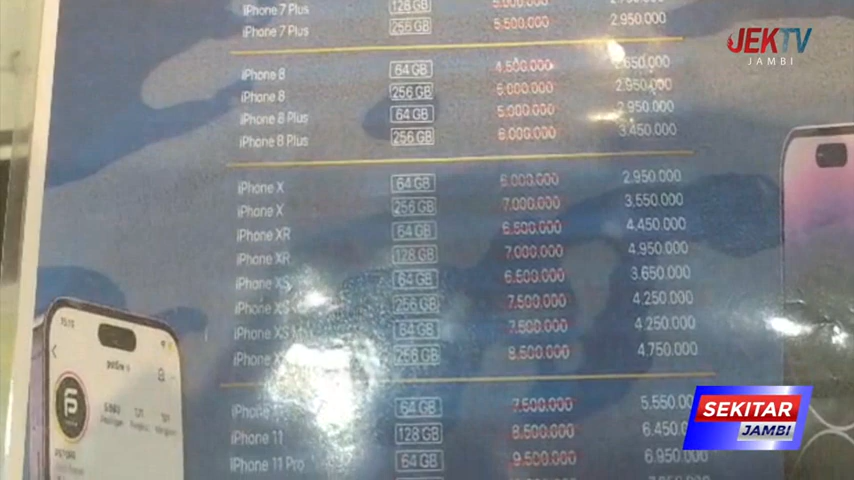 iPhone 7 Plus 128 GB
iPhone 7 Plus 256 GB 5.500.000 2.950.000
JEKTV
JAMBI
iPhone 8 64 GB 4.500.000 2.650.000
iPhone 8 256 GB 5.000.000 2.950.000
iPhone 8 Plus 64 GB 5.000.000 2.950.000
iPhone 8 Plus 256 GB 6.000.000 3.450.000
iPhone X 64 GB 6.000.000 2.950.000
iPhone X 256 GB 7.000.000 3.550.000
iPhone XR 64 GB 6.500.000 4.450.000
iPhone XR 128 GB 7.000.000 4.950.000
iPhone XS 64 GB 6.500.000 3.650.000
iPhone XS 256 GB 7.500.000 4.250.000
iPhone XS 64 GB 7.500.000 4.250.000
iPhone 256 GB 8.500.000 4.750.000
iPhone 64 GB 7.500.000
iPhone 11 128 GB 8.500.000
iPhone 11 Pro 64 GB 9.500.000 6.950.000
SEKITAR
JAMBI